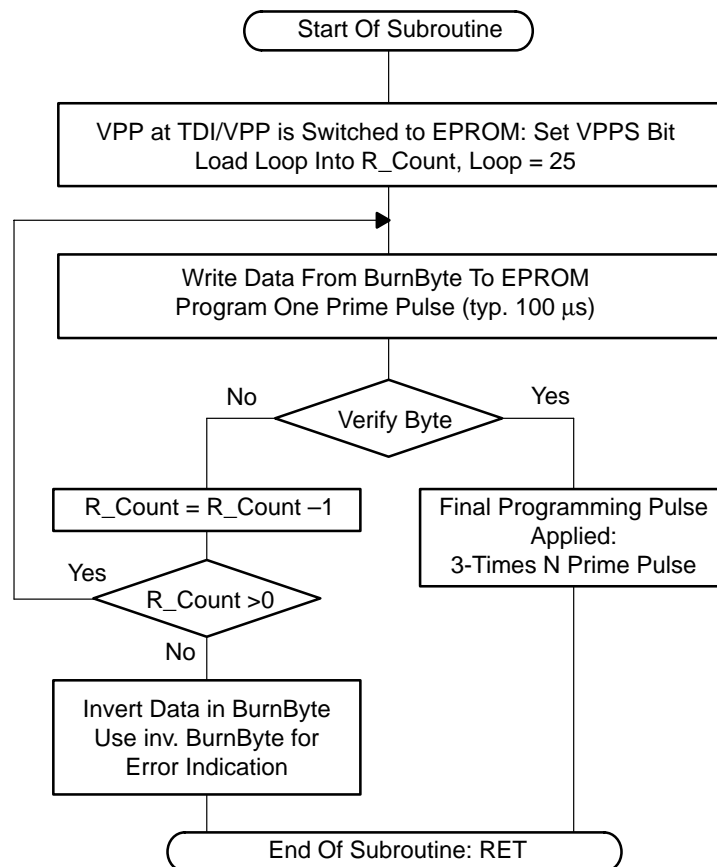 Start Of Subroutine
VPP at TDI/VPP is Switched to EPROM: Set VPPS Bit
Load Loop Into R_Count, Loop = 25
Write Data From BurnByte To EPROM
Program One Prime Pulse (typ. 100 µs)
No
Yes
Verify Byte
R_Count = R_Count –1
Final Programming Pulse
Applied:
3-Times N Prime Pulse
Yes
R_Count >0
No
Invert Data in BurnByte
Use inv. BurnByte for
Error Indication
End Of Subroutine: RET